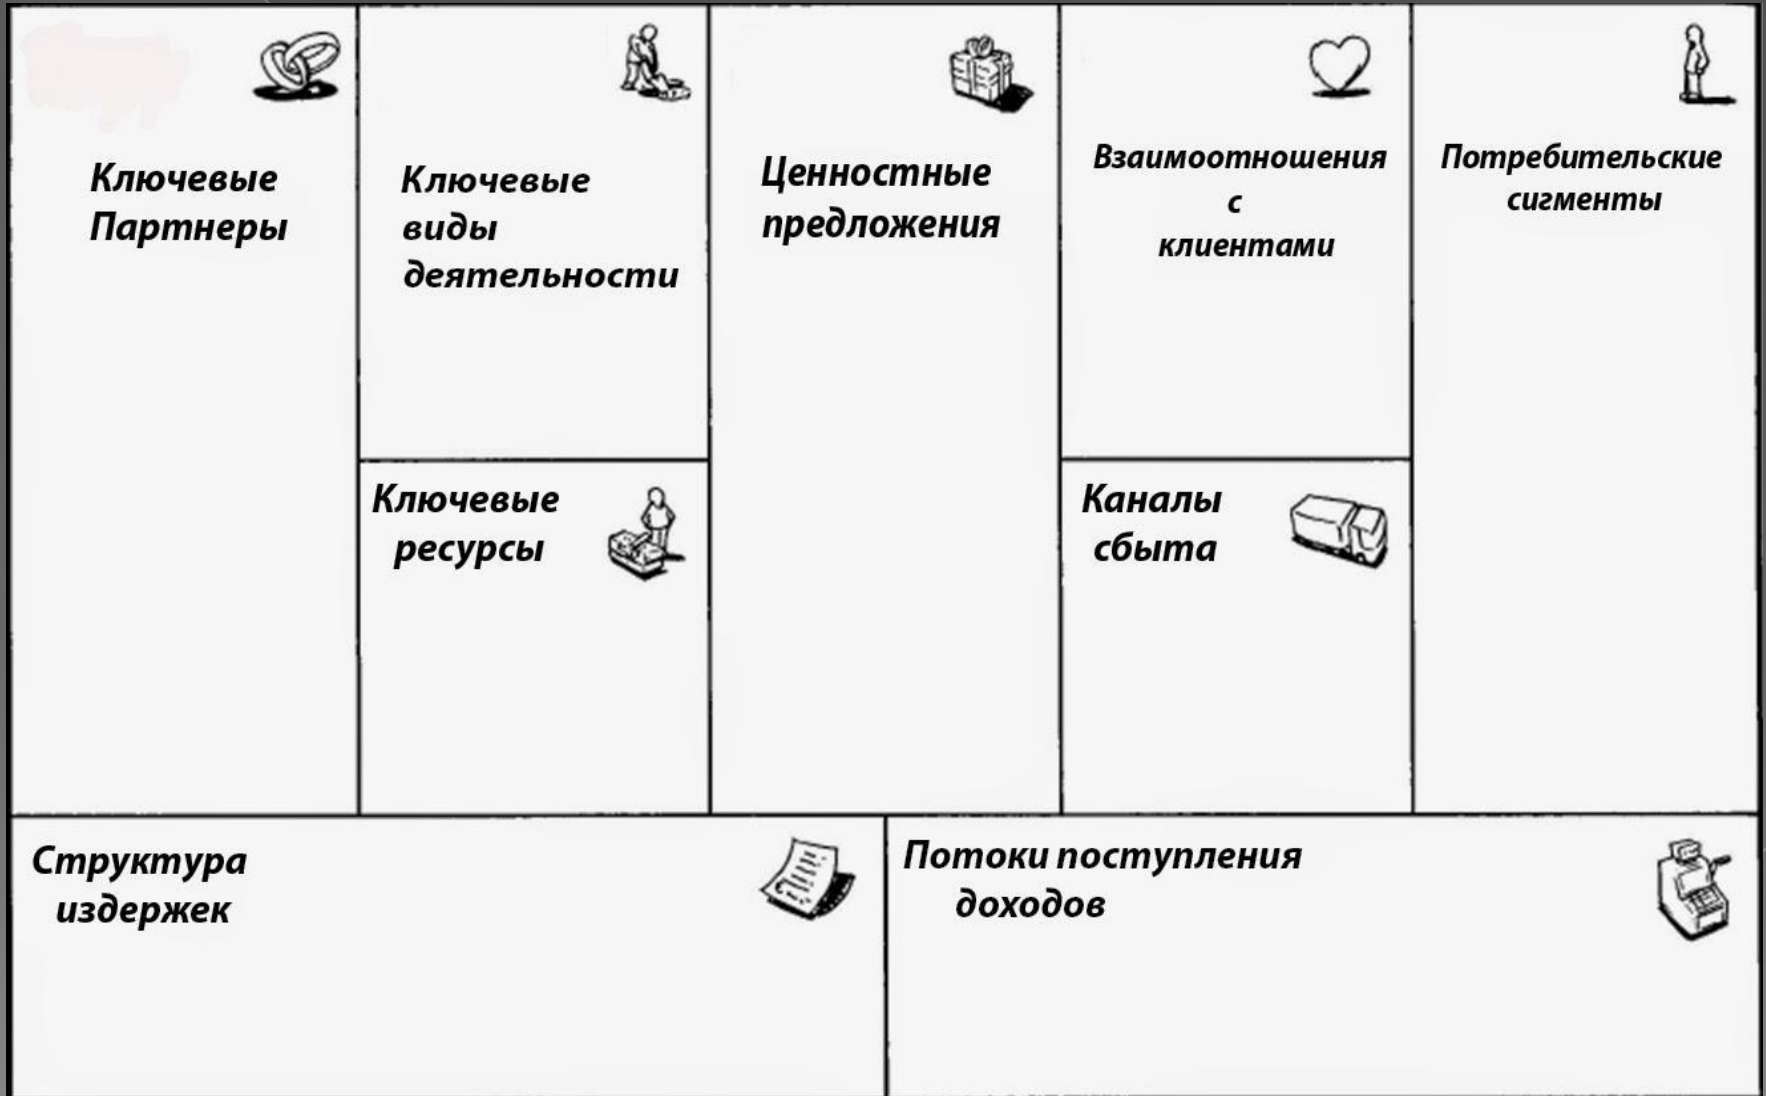 Ключевые
Партнеры
Ключевые
виды
деятельности
Ключевые
ресурсы
Ценностные
предложения
Взаимоотношения
с
клиентами
Каналы
сбыта
Потребительские
сигменты
Структура
издержек
Потоки поступления
доходов